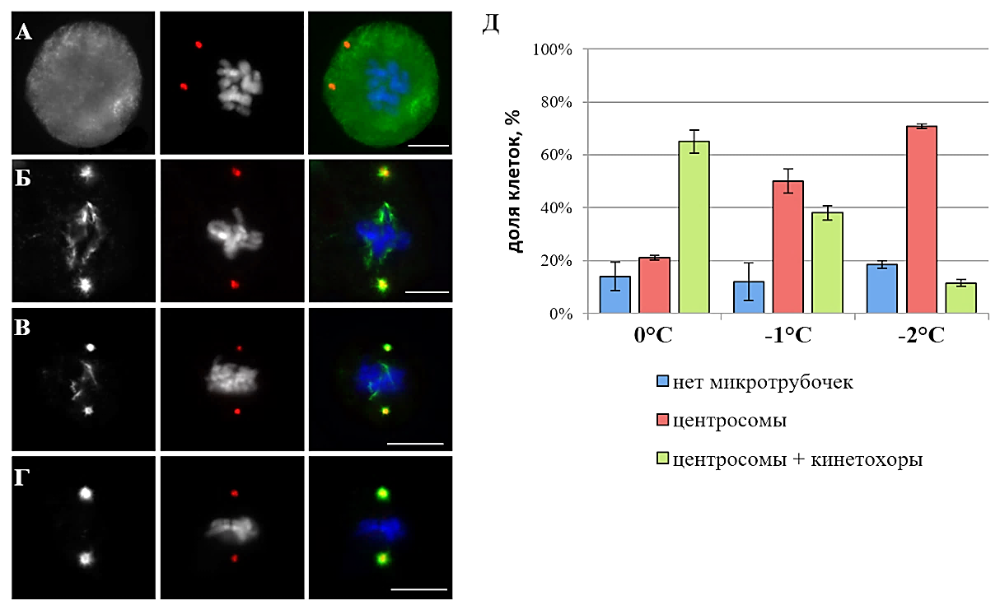 А
Б
В
Г
Д
доля клеток, %
100%
80%
60%
40%
20%
0%
0°C
-1°C
-2°C
нет микротрубочек
центросомы
центросомы + кинетохоры